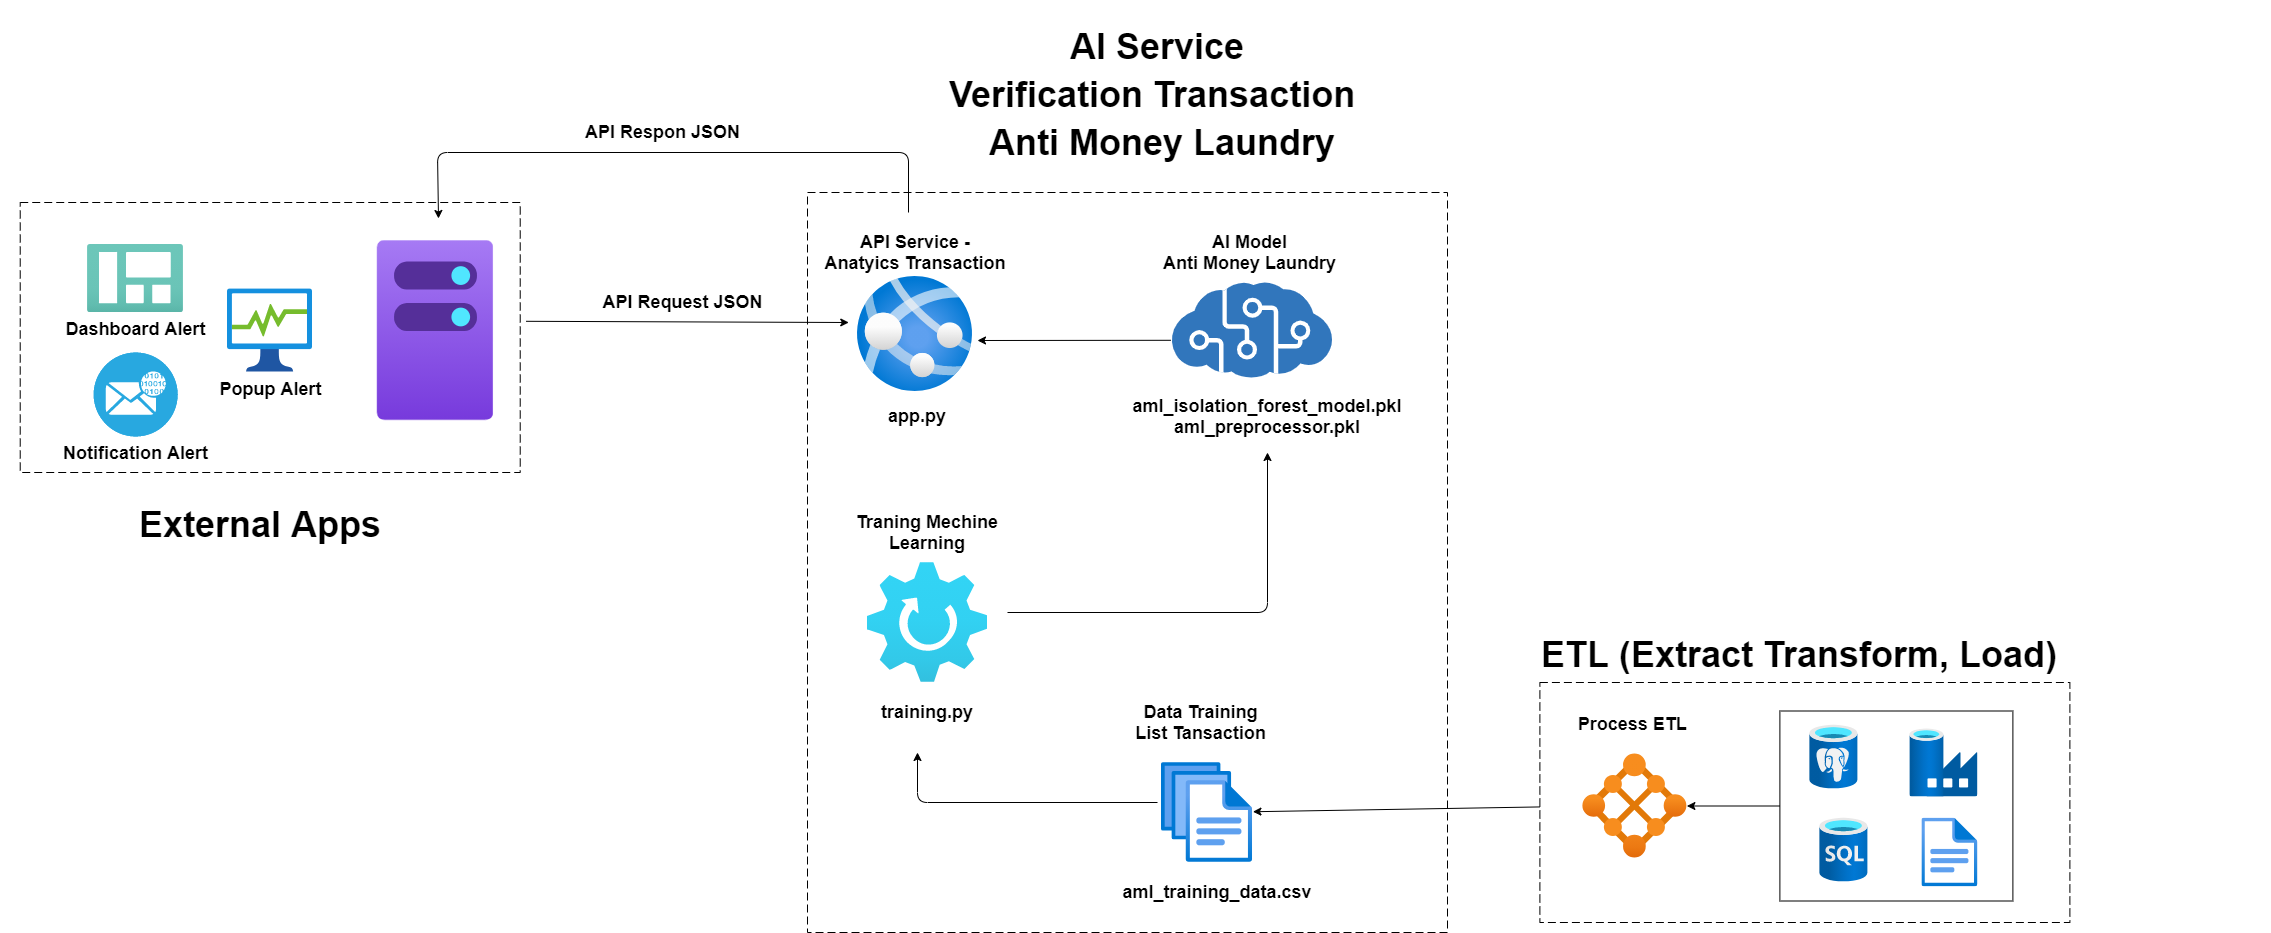 AI Service
Verification Transaction
Anti Money Laundry
API Respon JSON
API Request JSON
Dashboard Alert
Popup Alert
Notification Alert
External Apps
API Service -
Anatyics Transaction
app.py
AI Model
Anti Money Laundry
aml_isolation_forest_model.pkl
aml_preprocessor.pkl
Traning Mechine
Learning
training.py
Data Training
List Tansaction
aml_training_data.csv
ETL (Extract Transform, Load)
Process ETL
SQL